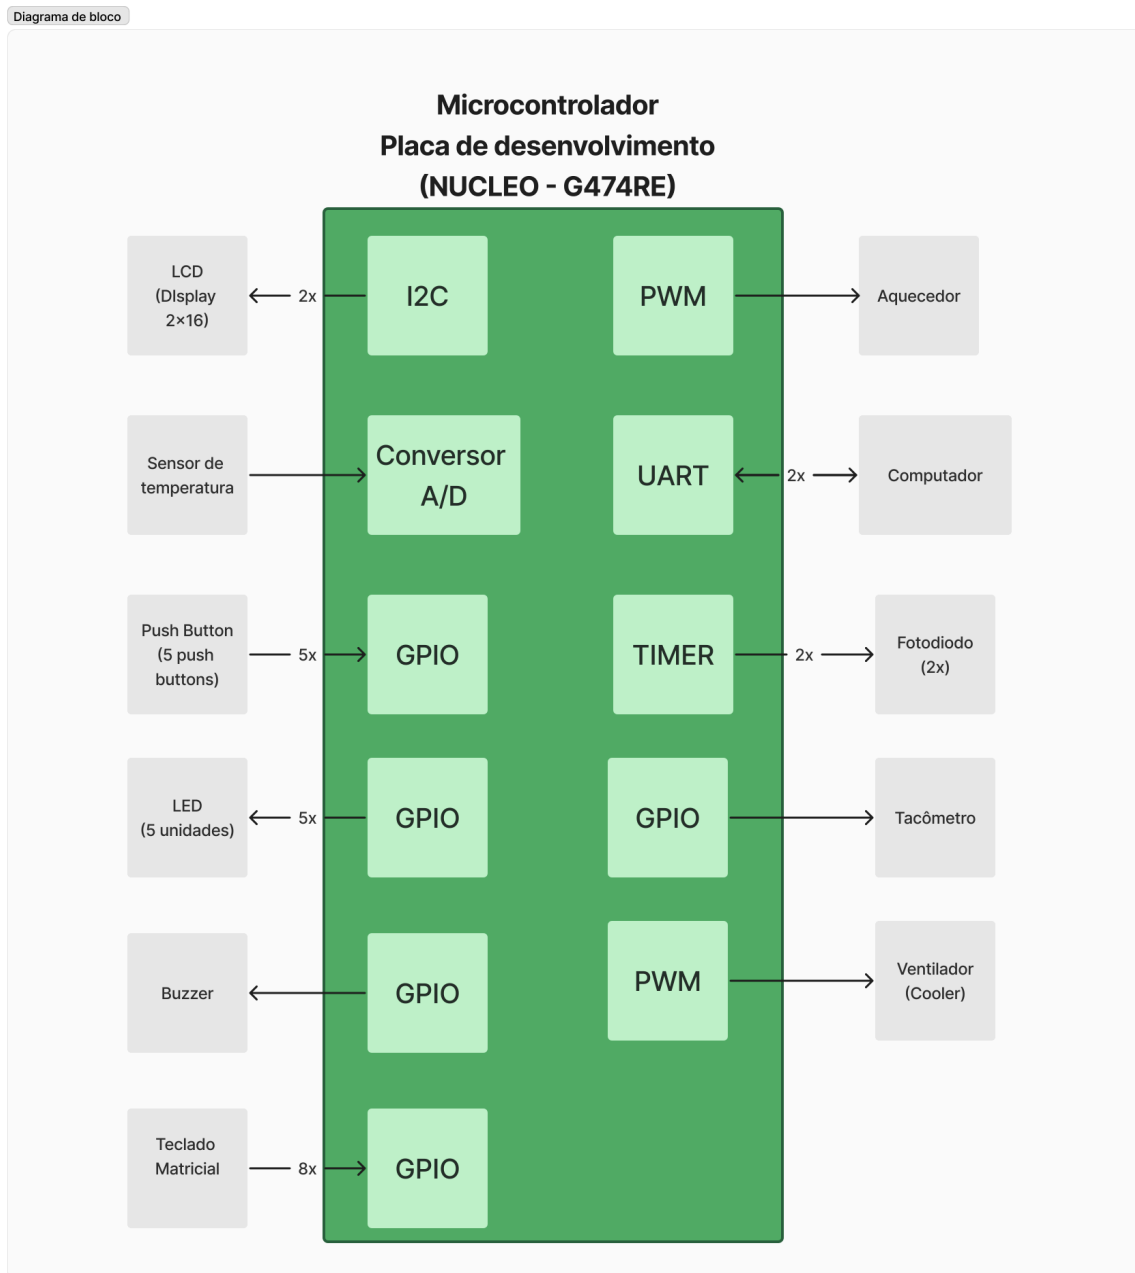 Diagrama de bloco
Microcontrolador
Placa de desenvolvimento
(NUCLEO - G474RE)
LCD
(DIsplay
2x16)
2x
I2C
PWM
Aquecedor
Sensor de
temperatura
Conversor
A/D
UART
2x
Computador
Push Button
(5 push
buttons)
5x
GPIO
TIMER
2x
Fotodiodo
(2x)
LED
(5 unidades)
5x
GPIO
GPIO
Tacômetro
Buzzer
GPIO
PWM
Ventilador
(Cooler)
Teclado
Matricial
8x
GPIO